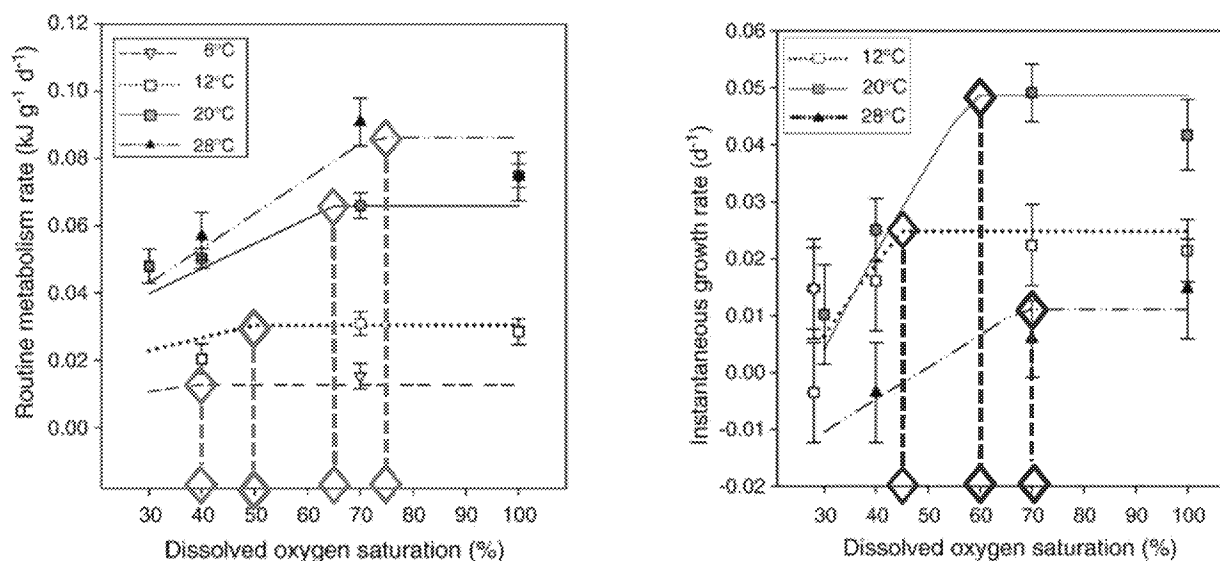 0.12
0.10
0.08
0.06
0.04
0.02
0.00
Routine metabolism rate (kJ g⁻¹ d⁻¹)
6°C
12°C
20°C
28°C
30 40 50 60 70 80 90 100
Dissolved oxygen saturation (%)
0.06
0.05
0.04
0.03
0.02
0.01
0.00
-0.01
-0.02
Instantaneous growth rate (d⁻¹)
12°C
20°C
28°C
30 40 50 60 70 80 90 100
Dissolved oxygen saturation (%)